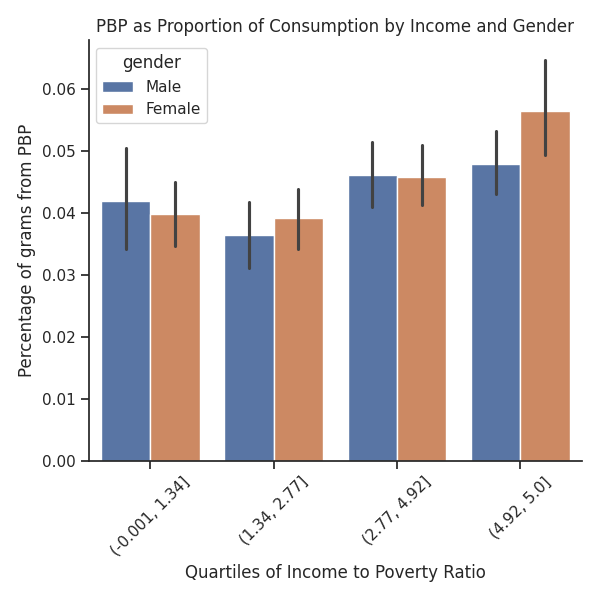 PBP as Proportion of Consumption by Income and Gender
gender
Male
Female
Percentage of grams from PBP
0.06
0.05
0.04
0.03
0.02
0.01
0.00
(-0.001, 1.34]
(1.34, 2.77]
(2.77, 4.92]
(4.92, 5.0]
Quartiles of Income to Poverty Ratio